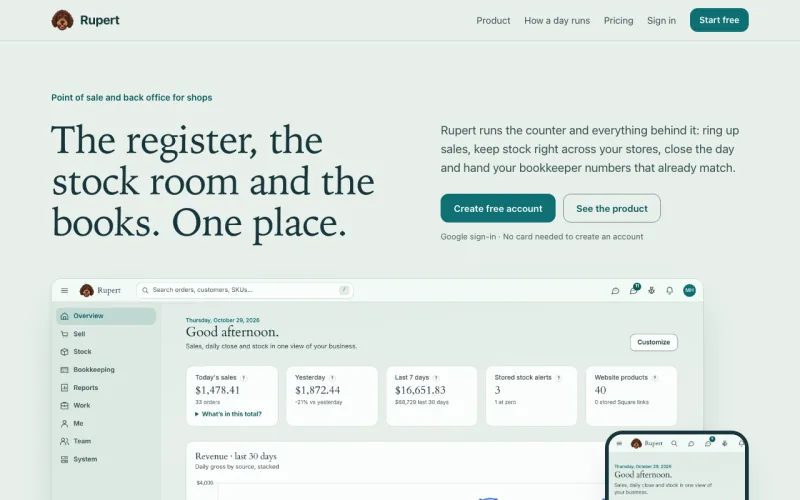 Rupert
Product
How a day runs
Pricing
Sign in
Start free
Point of sale and back office for shops
The register, the
stock room and the
books. One place.
Rupert runs the counter and everything behind it: ring up
sales, keep stock right across your stores, close the day
and hand your bookkeeper numbers that already match.
Create free account
See the product
Google sign-in · No card needed to create an account
Rupert
Search orders, customers, SKUs...
/
11
MH
Overview
Sell
Stock
Bookkeeping
Reports
Work
Me
Team
System
Thursday, October 29, 2026
Good afternoon.
Sales, daily close and stock in one view of your business.
Customize
Today's sales ?
$1,478.41
33 orders
What's in this total?
Yesterday ?
$1,872.44
-21% vs yesterday
Last 7 days ?
$16,651.83
$68,729 last 30 days
Stored stock alerts ?
3
1 at zero
Website products ?
40
0 stored Square links
Revenue · last 30 days
Daily gross by source, stacked
$4,000
Rupert
Thursday, October 29, 2026
Good afternoon.
Sales, daily close and stock in one view of
your business.